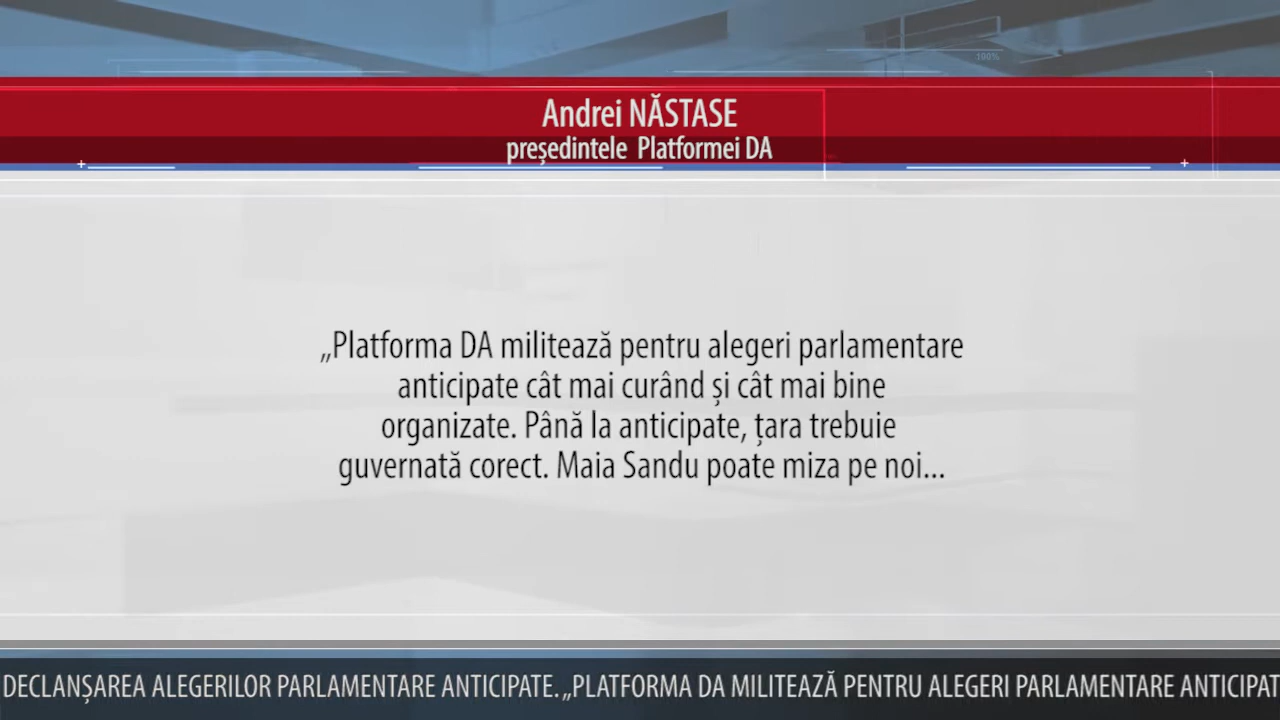 190%
Andrei NĂSTASE
președintele Platformei DA
„Platforma DA militează pentru alegeri parlamentare
anticipate cât mai curând și cât mai bine
organizate. Până la anticipate, țara trebuie
guvernată corect. Maia Sandu poate miza pe noi...
DECLANȘAREA ALEGERILOR PARLAMENTARE ANTICIPATE. „PLATFORMA DA MILITEAZĂ PENTRU ALEGERI PARLAMENTARE ANTICIPAT